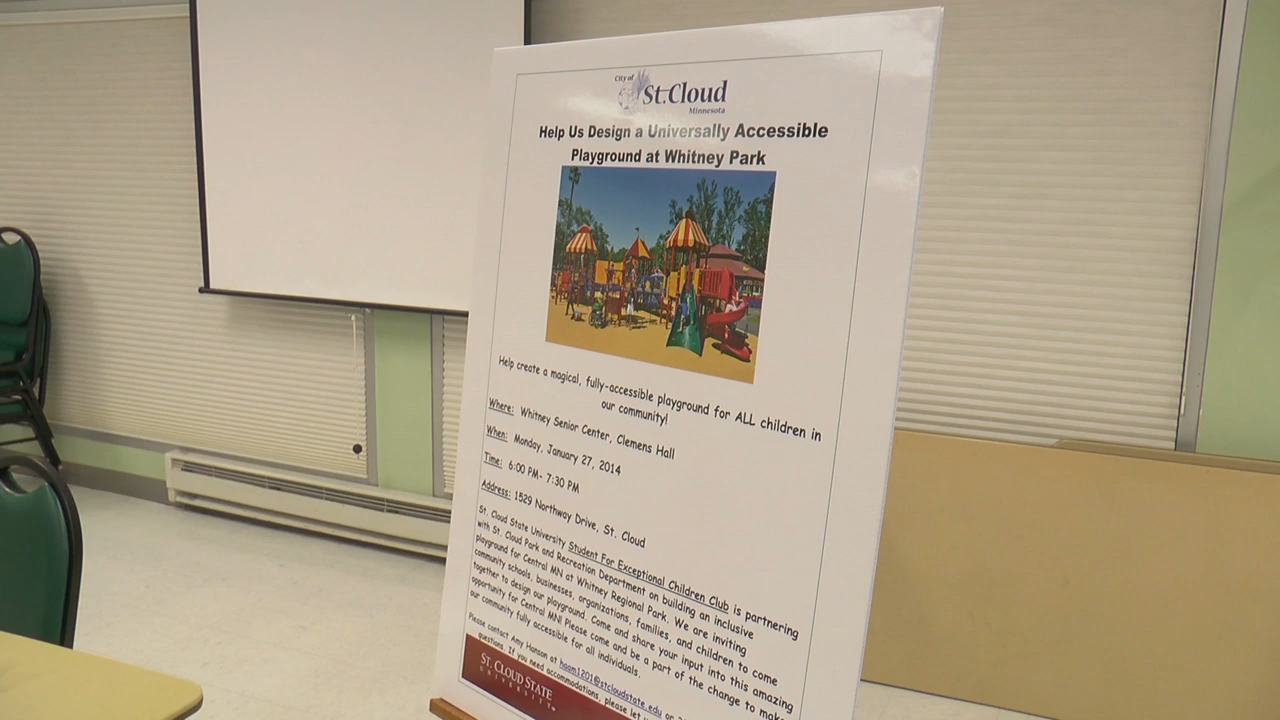 City of
St.Cloud
Minnesota
Help Us Design a Universally Accessible
Playground at Whitney Park
Help create a magical, fully-accessible playground for ALL children in
our community!
Where: Whitney Senior Center, Clemens Hall
When: Monday, January 27, 2014
Time: 6:00 PM- 7:30 PM
Address: 1529 Northway Drive, St. Cloud
St. Cloud State University Student For Exceptional Children Club is partnering
with St. Cloud Park and Recreation Department on building an inclusive
playground for Central MN at Whitney Regional Park. We are inviting
community schools, businesses, organizations, families, and children to come
together to design our playground. Come and share your input into this amazing
opportunity for Central MN! Please come and be a part of the change to make
our community fully accessible for all individuals.
Please contact Amy Hanson at haam1201@stcloudstate.edu or
questions. If you need accommodations, please let
ST. CLOUD STATE
UNIVERSITY